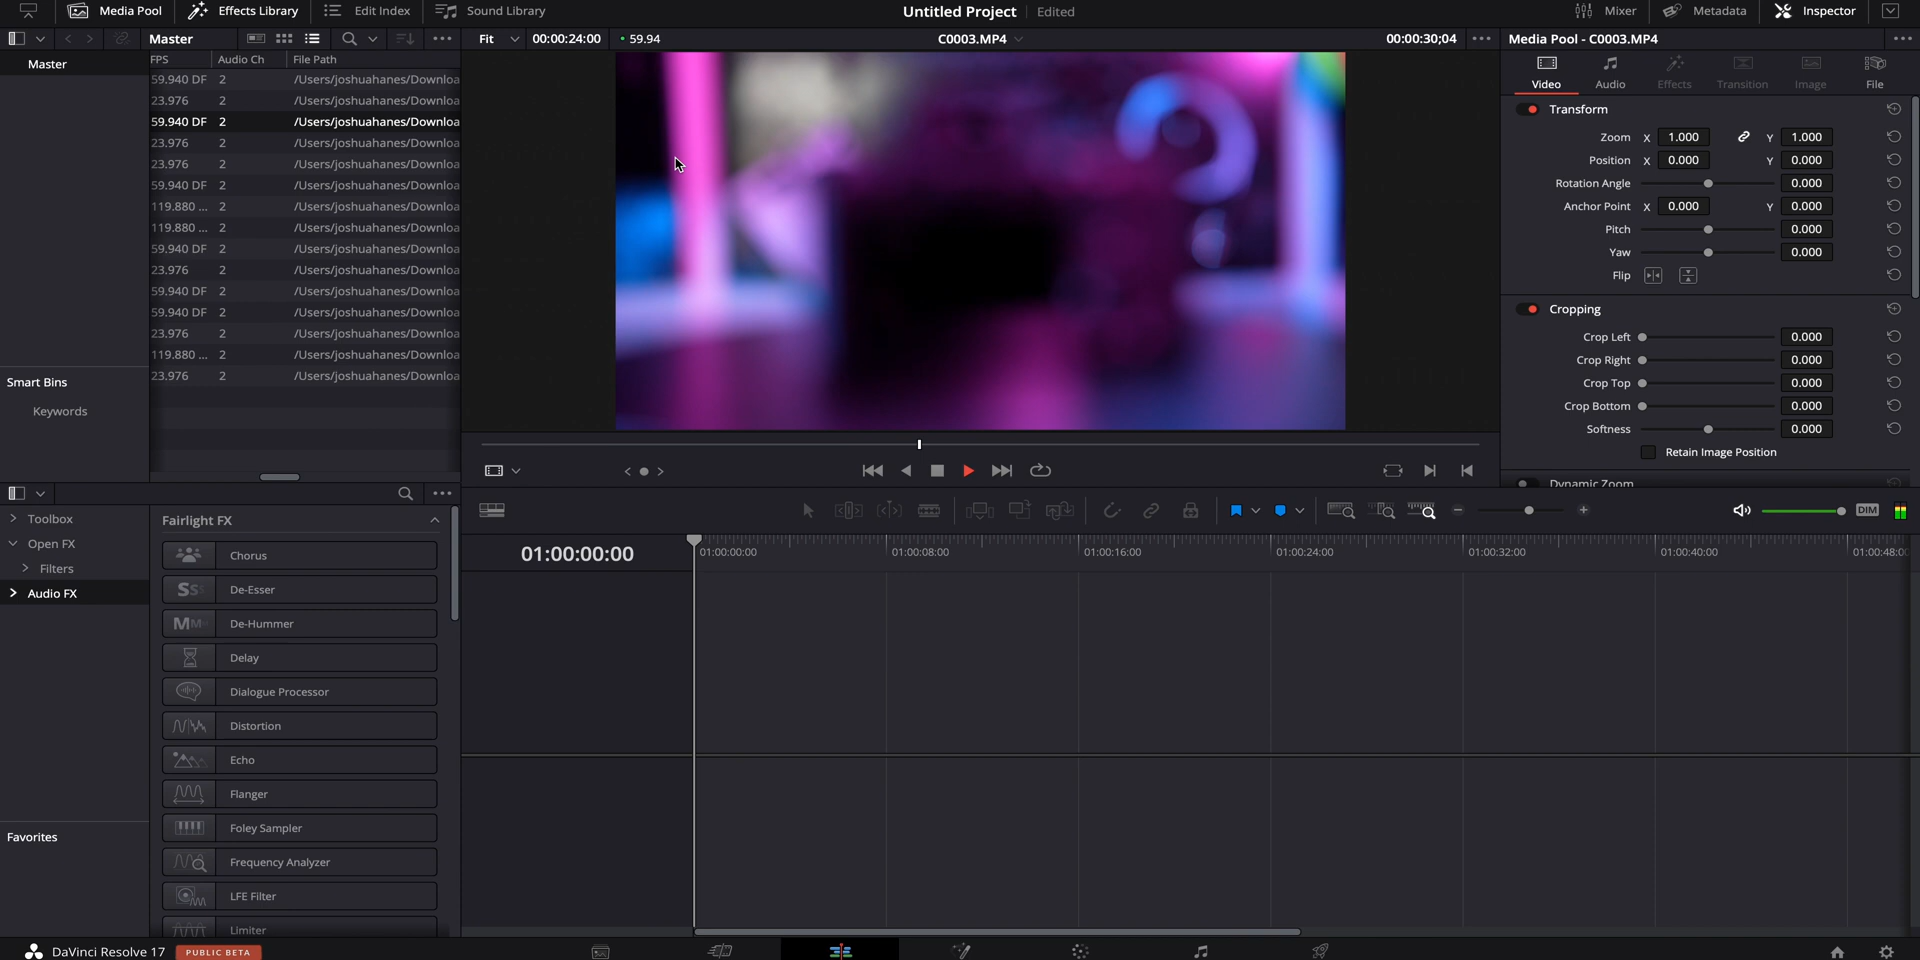 Media Pool
Effects Library
Edit Index
Sound Library
Untitled Project
Edited
Mixer
Metadata
Inspector
Master
Fit
00:00:24:00
59.94
C0003.MP4
00:00:30;04
Media Pool - C0003.MP4
Master
FPS Audio Ch File Path
59.940 DF 2 /Users/joshuahanes/Downloa
23.976 2 /Users/joshuahanes/Downloa
59.940 DF 2 /Users/joshuahanes/Downloa
23.976 2 /Users/joshuahanes/Downloa
23.976 2 /Users/joshuahanes/Downloa
59.940 DF 2 /Users/joshuahanes/Downloa
119.880 ... 2 /Users/joshuahanes/Downloa
119.880 ... 2 /Users/joshuahanes/Downloa
59.940 DF 2 /Users/joshuahanes/Downloa
23.976 2 /Users/joshuahanes/Downloa
59.940 DF 2 /Users/joshuahanes/Downloa
59.940 DF 2 /Users/joshuahanes/Downloa
23.976 2 /Users/joshuahanes/Downloa
119.880 ... 2 /Users/joshuahanes/Downloa
23.976 2 /Users/joshuahanes/Downloa
Smart Bins
Keywords
Video Audio Effects Transition Image File
Transform
Zoom X 1.000 Y 1.000
Position X 0.000 Y 0.000
Rotation Angle 0.000
Anchor Point X 0.000 Y 0.000
Pitch 0.000
Yaw 0.000
Flip
Cropping
Crop Left 0.000
Crop Right 0.000
Crop Top 0.000
Crop Bottom 0.000
Softness 0.000
Retain Image Position
Dynamic Zoom
Toolbox
Open FX
Filters
Audio FX
Favorites
Fairlight FX
Chorus
De-Esser
De-Hummer
Delay
Dialogue Processor
Distortion
Echo
Flanger
Foley Sampler
Frequency Analyzer
LFE Filter
Limiter
DIM
01:00:00:00
01:00:00:00 01:00:08:00 01:00:16:00 01:00:24:00 01:00:32:00 01:00:40:00 01:00:48:00
DaVinci Resolve 17
PUBLIC BETA